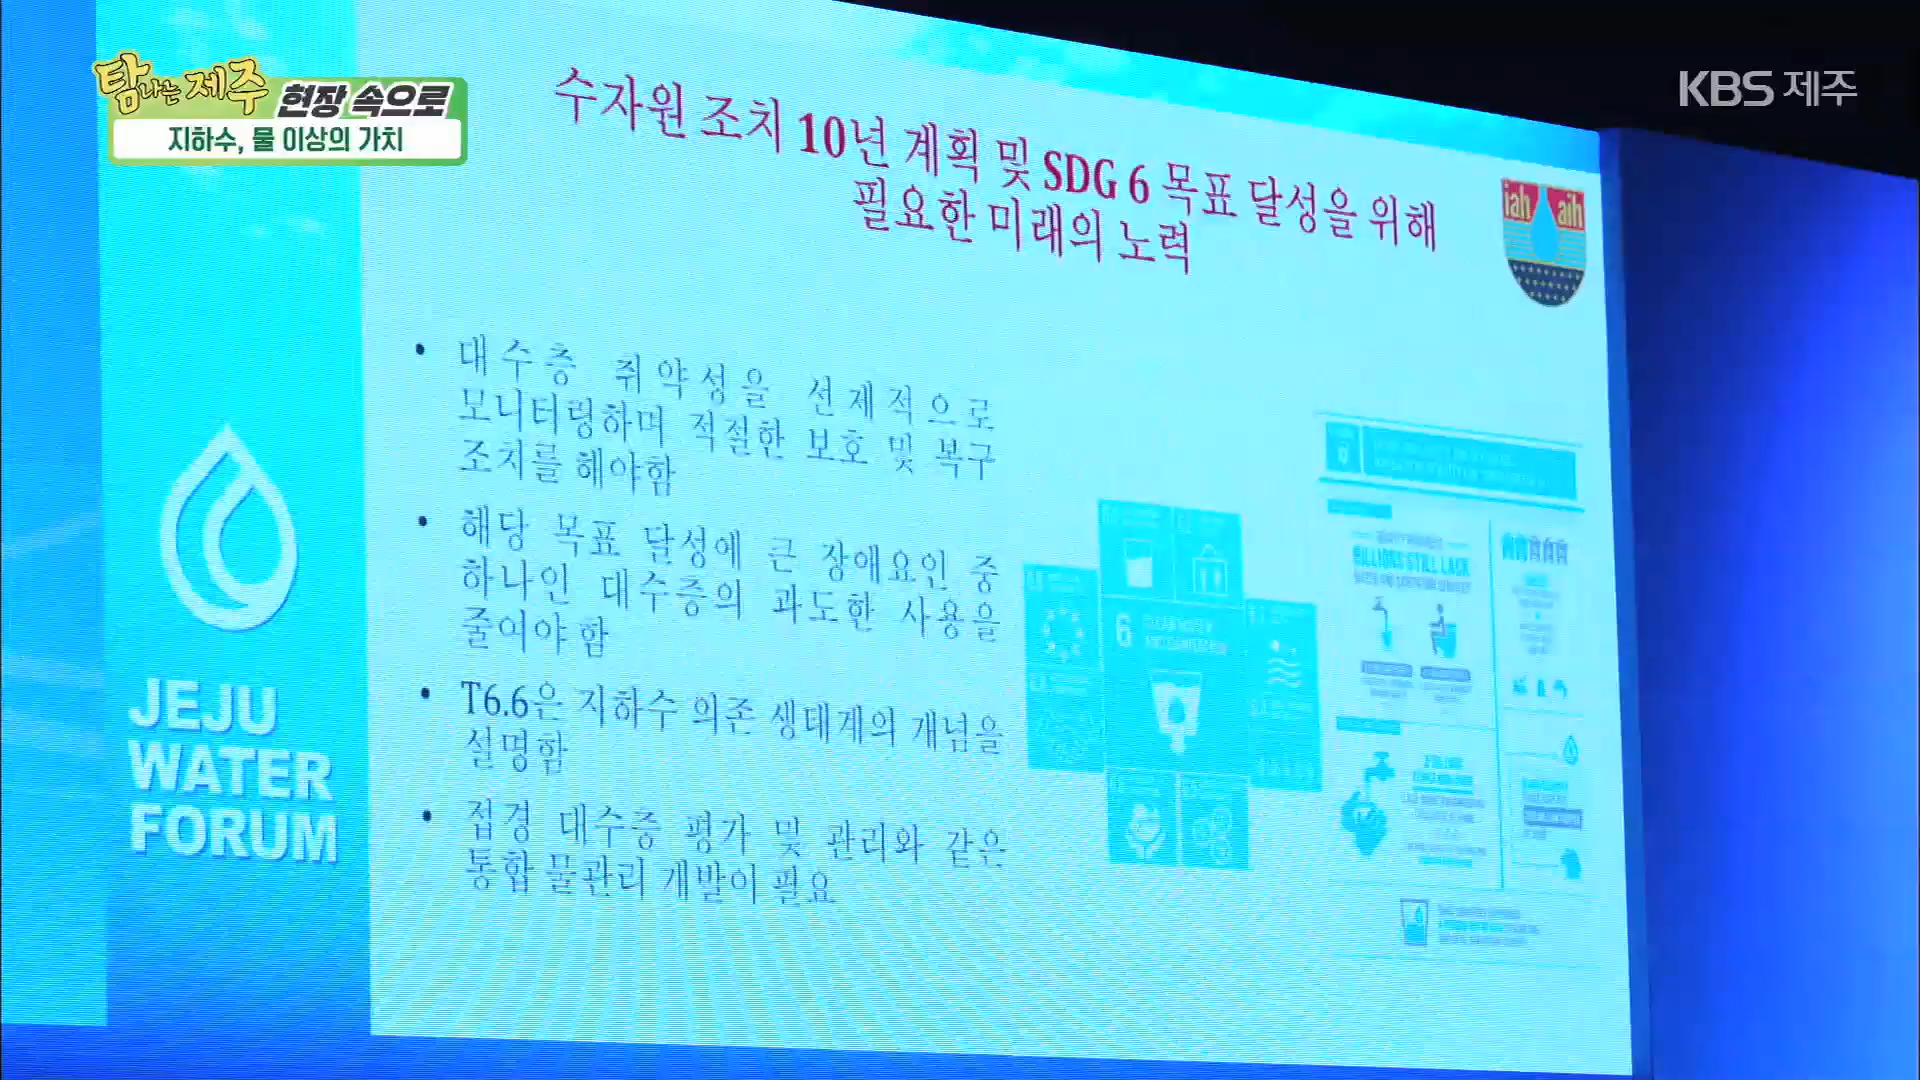 탐나는 제주 현장 속으로
지하수, 물 이상의 가치
KBS 제주
수자원 조치 10년 계획 및 SDG 6 목표 달성을 위해
필요한 미래의 노력
iah aih
• 대수층 취약성을 선제적으로
모니터링하며 적절한 보호 및 복구
조치를 해야함
• 해당 목표 달성에 큰 장애요인 중
하나인 대수층의 과도한 사용을
줄여야 함
• T6.6은 지하수 의존 생태계의 개념을
설명함
• 접경 대수층 평가 및 관리와 같은
통합 물관리 개발이 필요
JEJU
WATER
FORUM
6 CLEAN WATER
AND SANITATION
BILLIONS STILL LACK